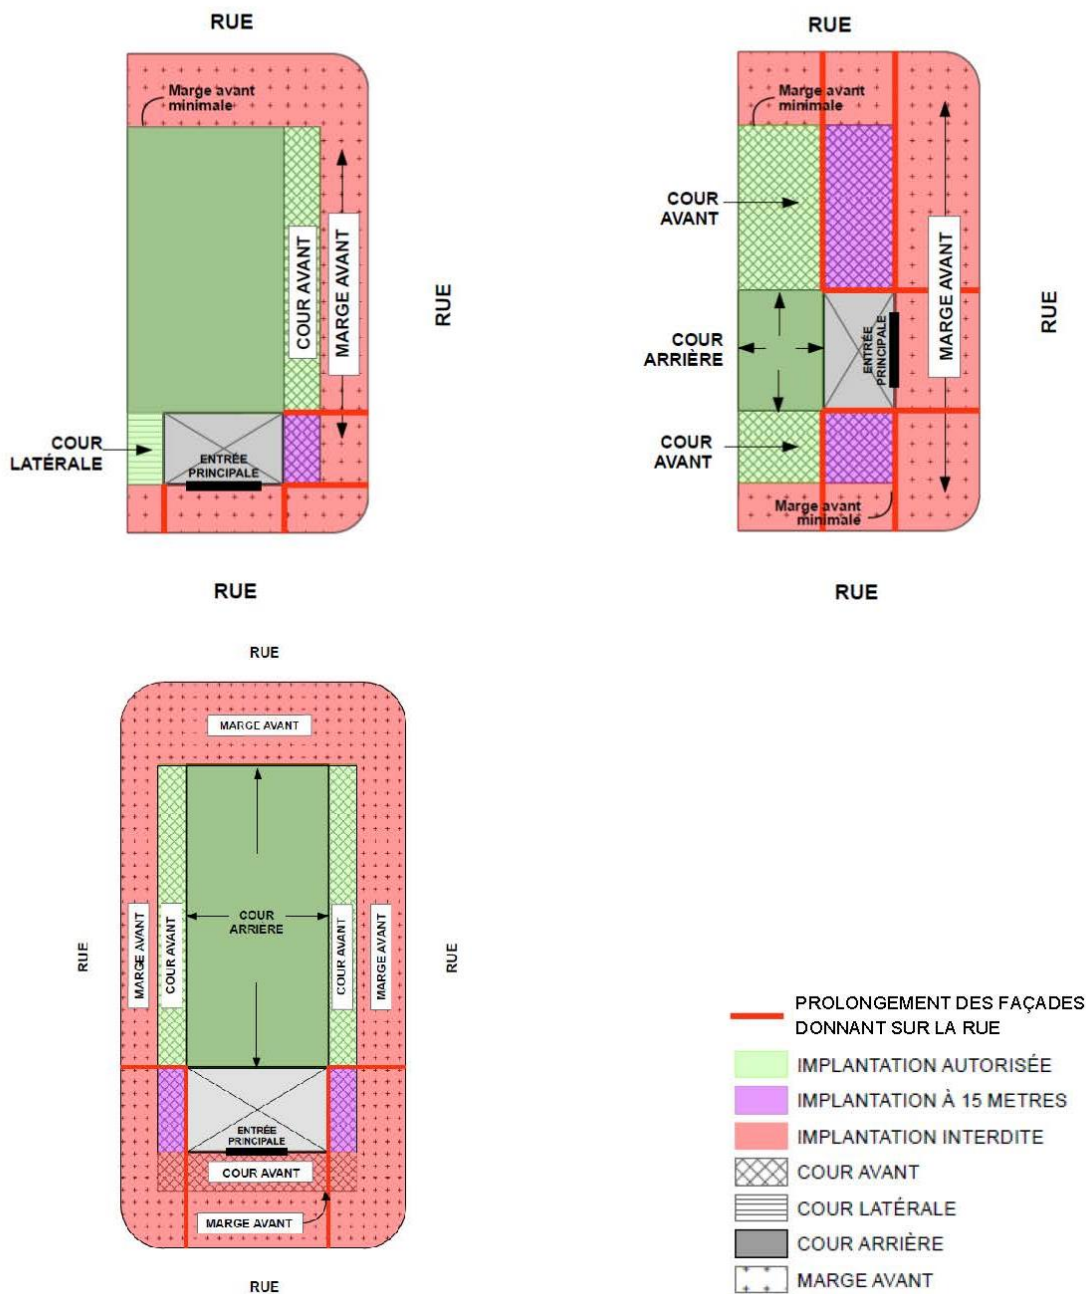 RUE
Marge avant
minimale
COUR AVANT
MARGE AVANT
RUE
COUR
LATÉRALE
ENTRÉE
PRINCIPALE
RUE
RUE
Marge avant
minimale
COUR
AVANT
MARGE AVANT
RUE
COUR
ARRIÈRE
ENTRÉE
PRINCIPALE
COUR
AVANT
Marge avant
minimale
RUE
RUE
MARGE AVANT
RUE
MARGE AVANT
COUR AVANT
COUR
ARRIÈRE
COUR AVANT
MARGE AVANT
RUE
ENTRÉE
PRINCIPALE
COUR AVANT
MARGE AVANT
RUE
PROLONGEMENT DES FAÇADES
DONNANT SUR LA RUE
IMPLANTATION AUTORISÉE
IMPLANTATION À 15 METRES
IMPLANTATION INTERDITE
COUR AVANT
COUR LATÉRALE
COUR ARRIÈRE
MARGE AVANT